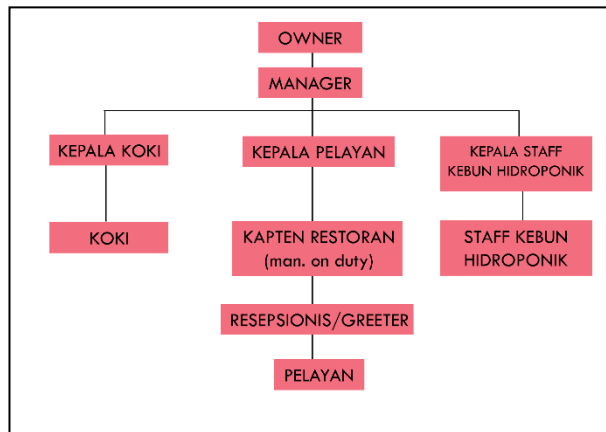 OWNER
MANAGER
KEPALA KOKI
KEPALA PELAYAN
KEPALA STAFF
KEBUN HIDROPONIK
KOKI
KAPTEN RESTORAN
(man. on duty)
STAFF KEBUN
HIDROPONIK
RESEPSIONIS/GREETER
PELAYAN